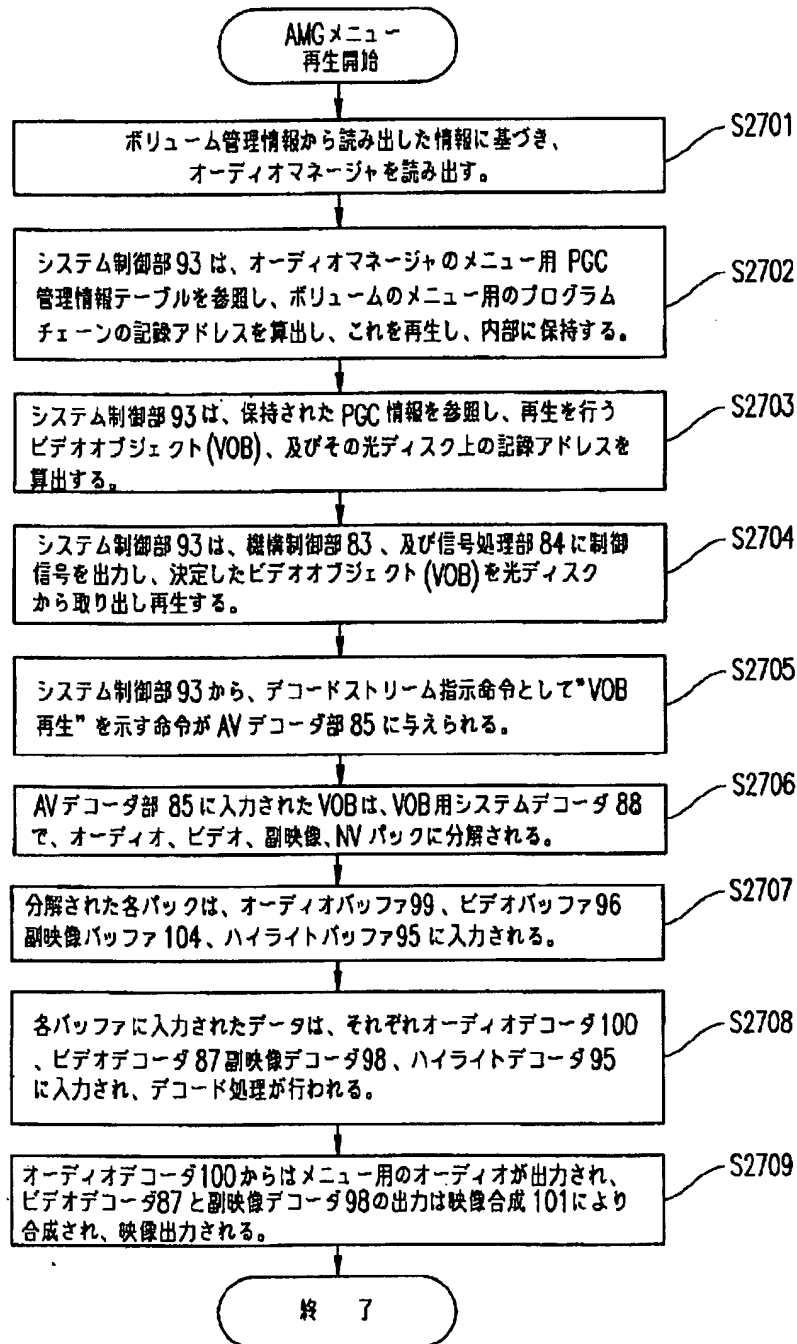 AMGメニュー
再生開始
ボリューム管理情報から読み出した情報に基づき、
オーディオマネージャを読み出す。
S2701
システム制御部93は、オーディオマネージャのメニュー用 PGC
管理情報テーブルを参照し、ボリュームのメニュー用のプログラム
チェーンの記録アドレスを算出し、これを再生し、内部に保持する。
S2702
システム制御部93は、保持されたPGC情報を参照し、再生を行う
ビデオオブジェクト(VOB)、及びその光ディスク上の記録アドレスを
算出する。
S2703
システム制御部93は、機構制御部83、及び信号処理部84に制御
信号を出力し、決定したビデオオブジェクト(VOB)を光ディスク
から取り出し再生する。
S2704
システム制御部93から、デコードストリーム指示命令として"VOB
再生"を示す命令がAVデコーダ部85に与えられる。
S2705
AVデコーダ部85に入力されたVOBは、VOB用システムデコーダ88
で、オーディオ、ビデオ、副映像、NVパックに分解される。
S2706
分解された各パックは、オーディオバッファ99、ビデオバッファ96
副映像バッファ104、ハイライトバッファ95に入力される。
S2707
各バッファに入力されたデータは、それぞれオーディオデコーダ100
、ビデオデコーダ87副映像デコーダ98、ハイライトデコーダ95
に入力され、デコード処理が行われる。
S2708
オーディオデコーダ100からはメニュー用のオーディオが出力され、
ビデオデコーダ87と副映像デコーダ98の出力は映像合成101により
合成され、映像出力される。
S2709
終 了